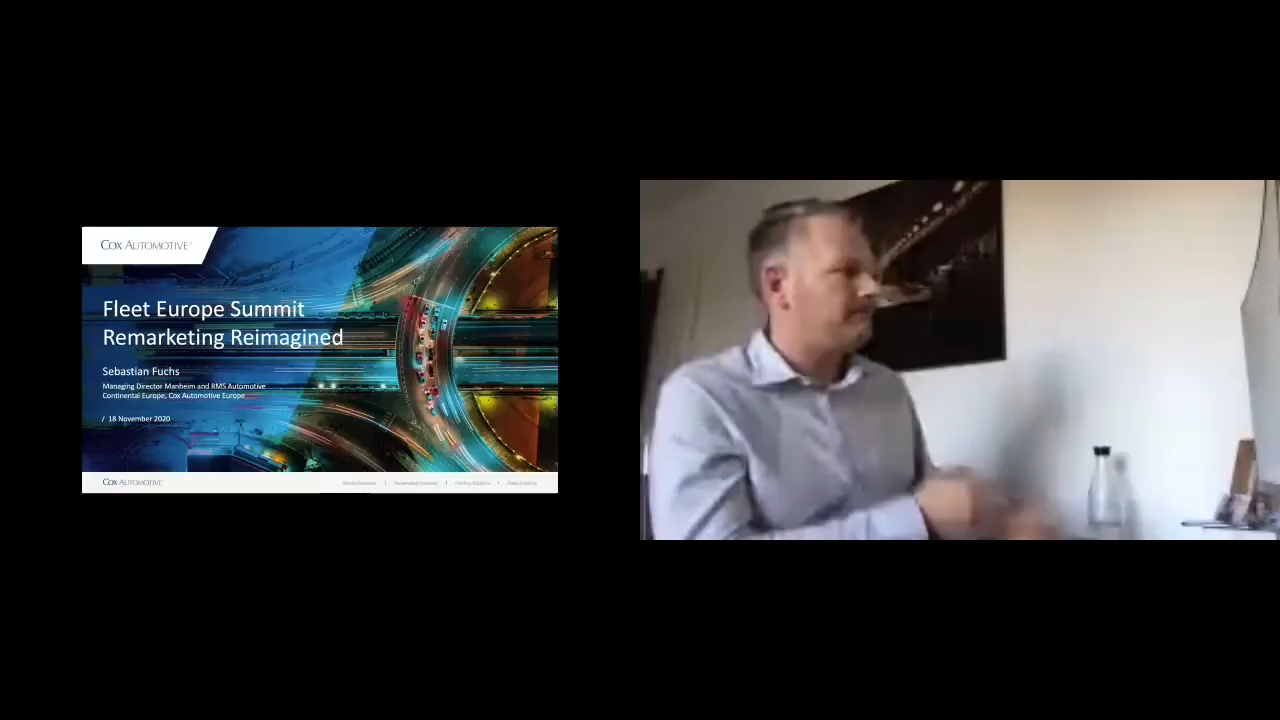 COX AUTOMOTIVE
Fleet Europe Summit
Remarketing Reimagined
Sebastian Fuchs
Managing Director Manheim and RMS Automotive
Continental Europe, Cox Automotive Europe
/ 18 November 2020
COX AUTOMOTIVE